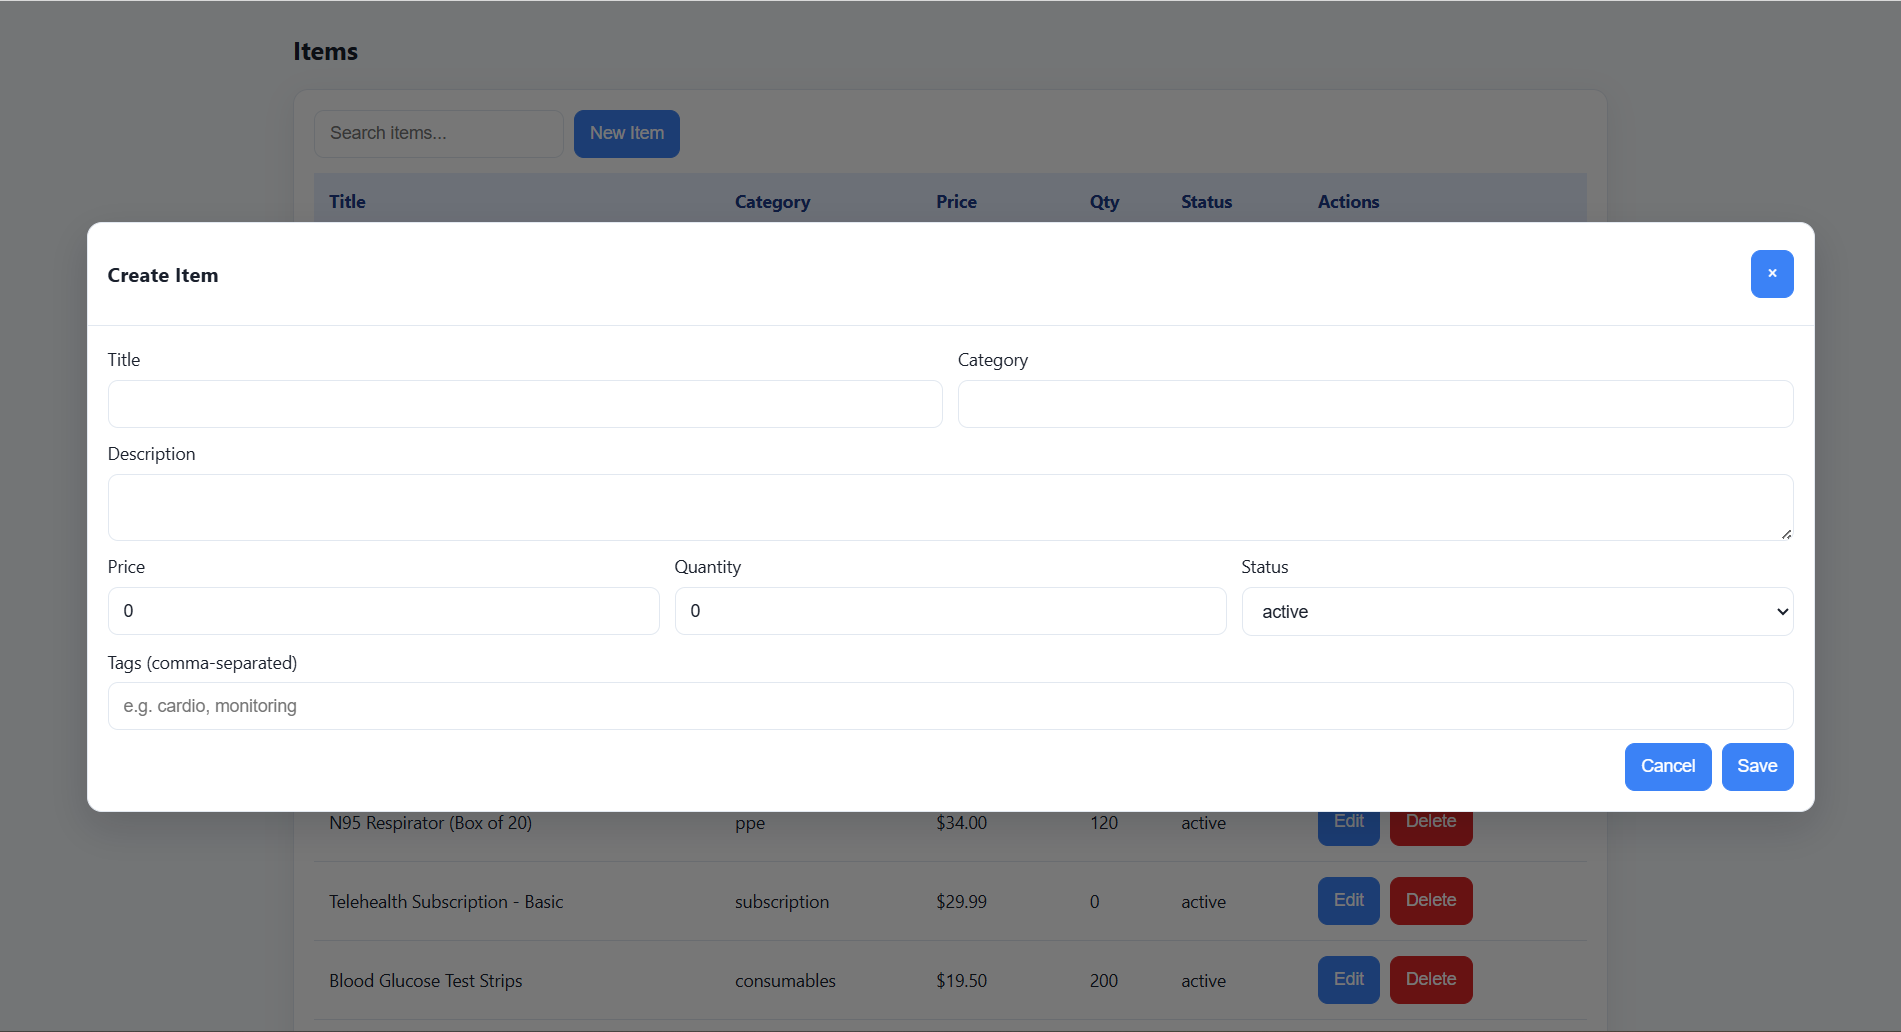 Items
Search items...
New Item
Title Category Price Qty Status Actions
Create Item
×
Title Category
Description
Price Quantity Status
0 0 active
Tags (comma-separated)
e.g. cardio, monitoring
Cancel Save
N95 Respirator (Box of 20) ppe $34.00 120 active Edit Delete
Telehealth Subscription - Basic subscription $29.99 0 active Edit Delete
Blood Glucose Test Strips consumables $19.50 200 active Edit Delete